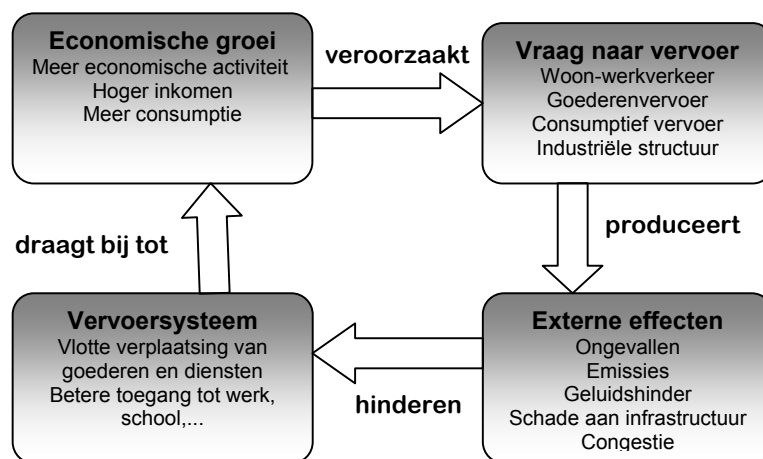 Economische groei
Meer economische activiteit
Hoger inkomen
Meer consumptie
veroorzaakt
Vraag naar vervoer
Woon-werkverkeer
Goederenvervoer
Consumptief vervoer
Industriële structuur
draagt bij tot
produceert
Vervoersysteem
Vlotte verplaatsing van
goederen en diensten
Betere toegang tot werk,
school,...
hinderen
Externe effecten
Ongevallen
Emissies
Geluidshinder
Schade aan infrastructuur
Congestie